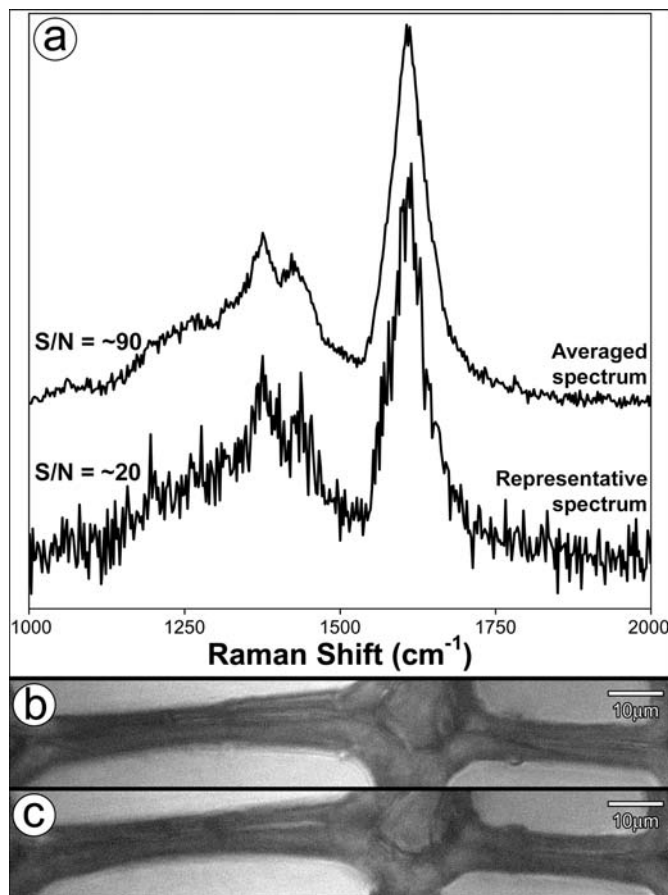 a
S/N = ~90
Averaged
spectrum
S/N = ~20
Representative
spectrum
1000 1250 1500 1750 2000
Raman Shift (cm⁻¹)
b
10μm
c
10μm